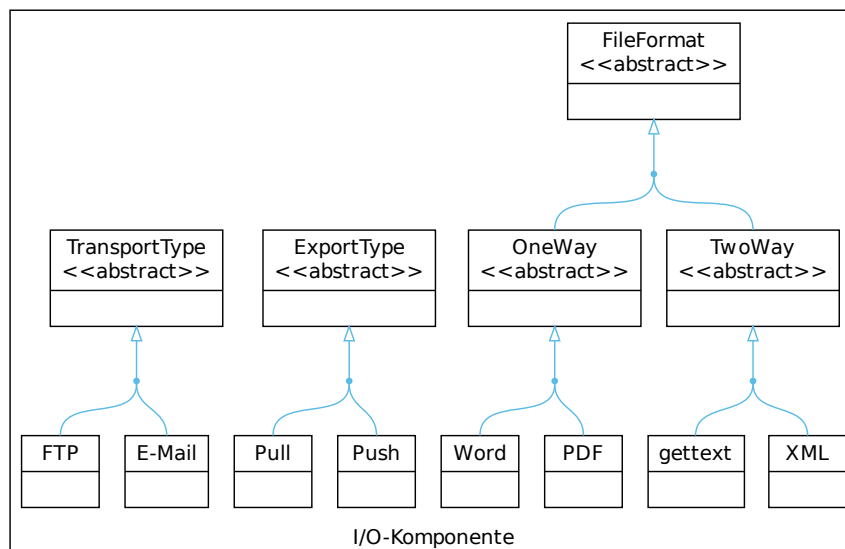 FileFormat
<<abstract>>
TransportType
<<abstract>>
ExportType
<<abstract>>
OneWay
<<abstract>>
TwoWay
<<abstract>>
FTP
E-Mail
Pull
Push
Word
PDF
gettext
XML
I/O-Komponente